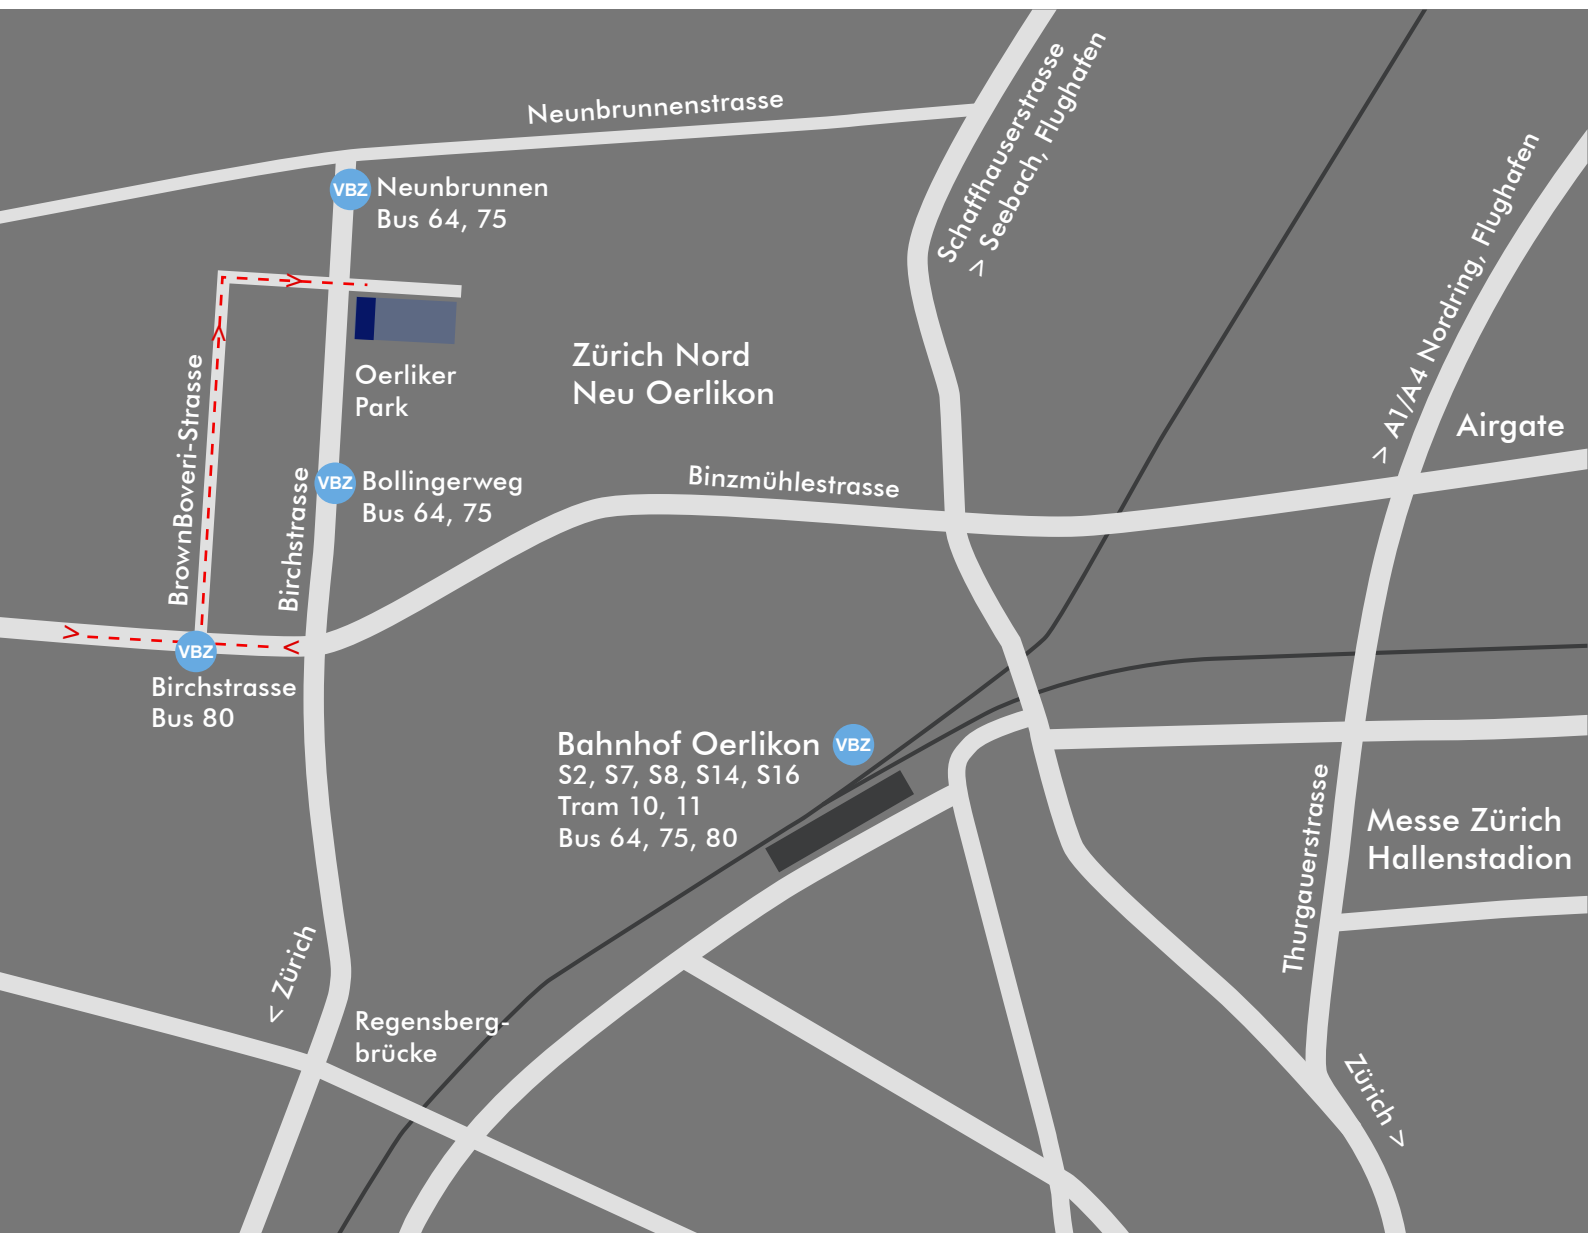 Neunbrunnenstrasse
Schaffhauserstrasse
> Seebach, Flughafen
> A1/A4 Nordring, Flughafen
VBZ
Neunbrunnen
Bus 64, 75
Oerliker
Park
Zürich Nord
Neu Oerlikon
Airgate
BrownBoveri-Strasse
Birchstrasse
VBZ
Bollingerweg
Bus 64, 75
Binzmühlestrasse
VBZ
Birchstrasse
Bus 80
Bahnhof Oerlikon
VBZ
S2, S7, S8, S14, S16
Tram 10, 11
Bus 64, 75, 80
Thurgauerstrasse
Messe Zürich
Hallenstadion
< Zürich
Regensberg-
brücke
Zürich >